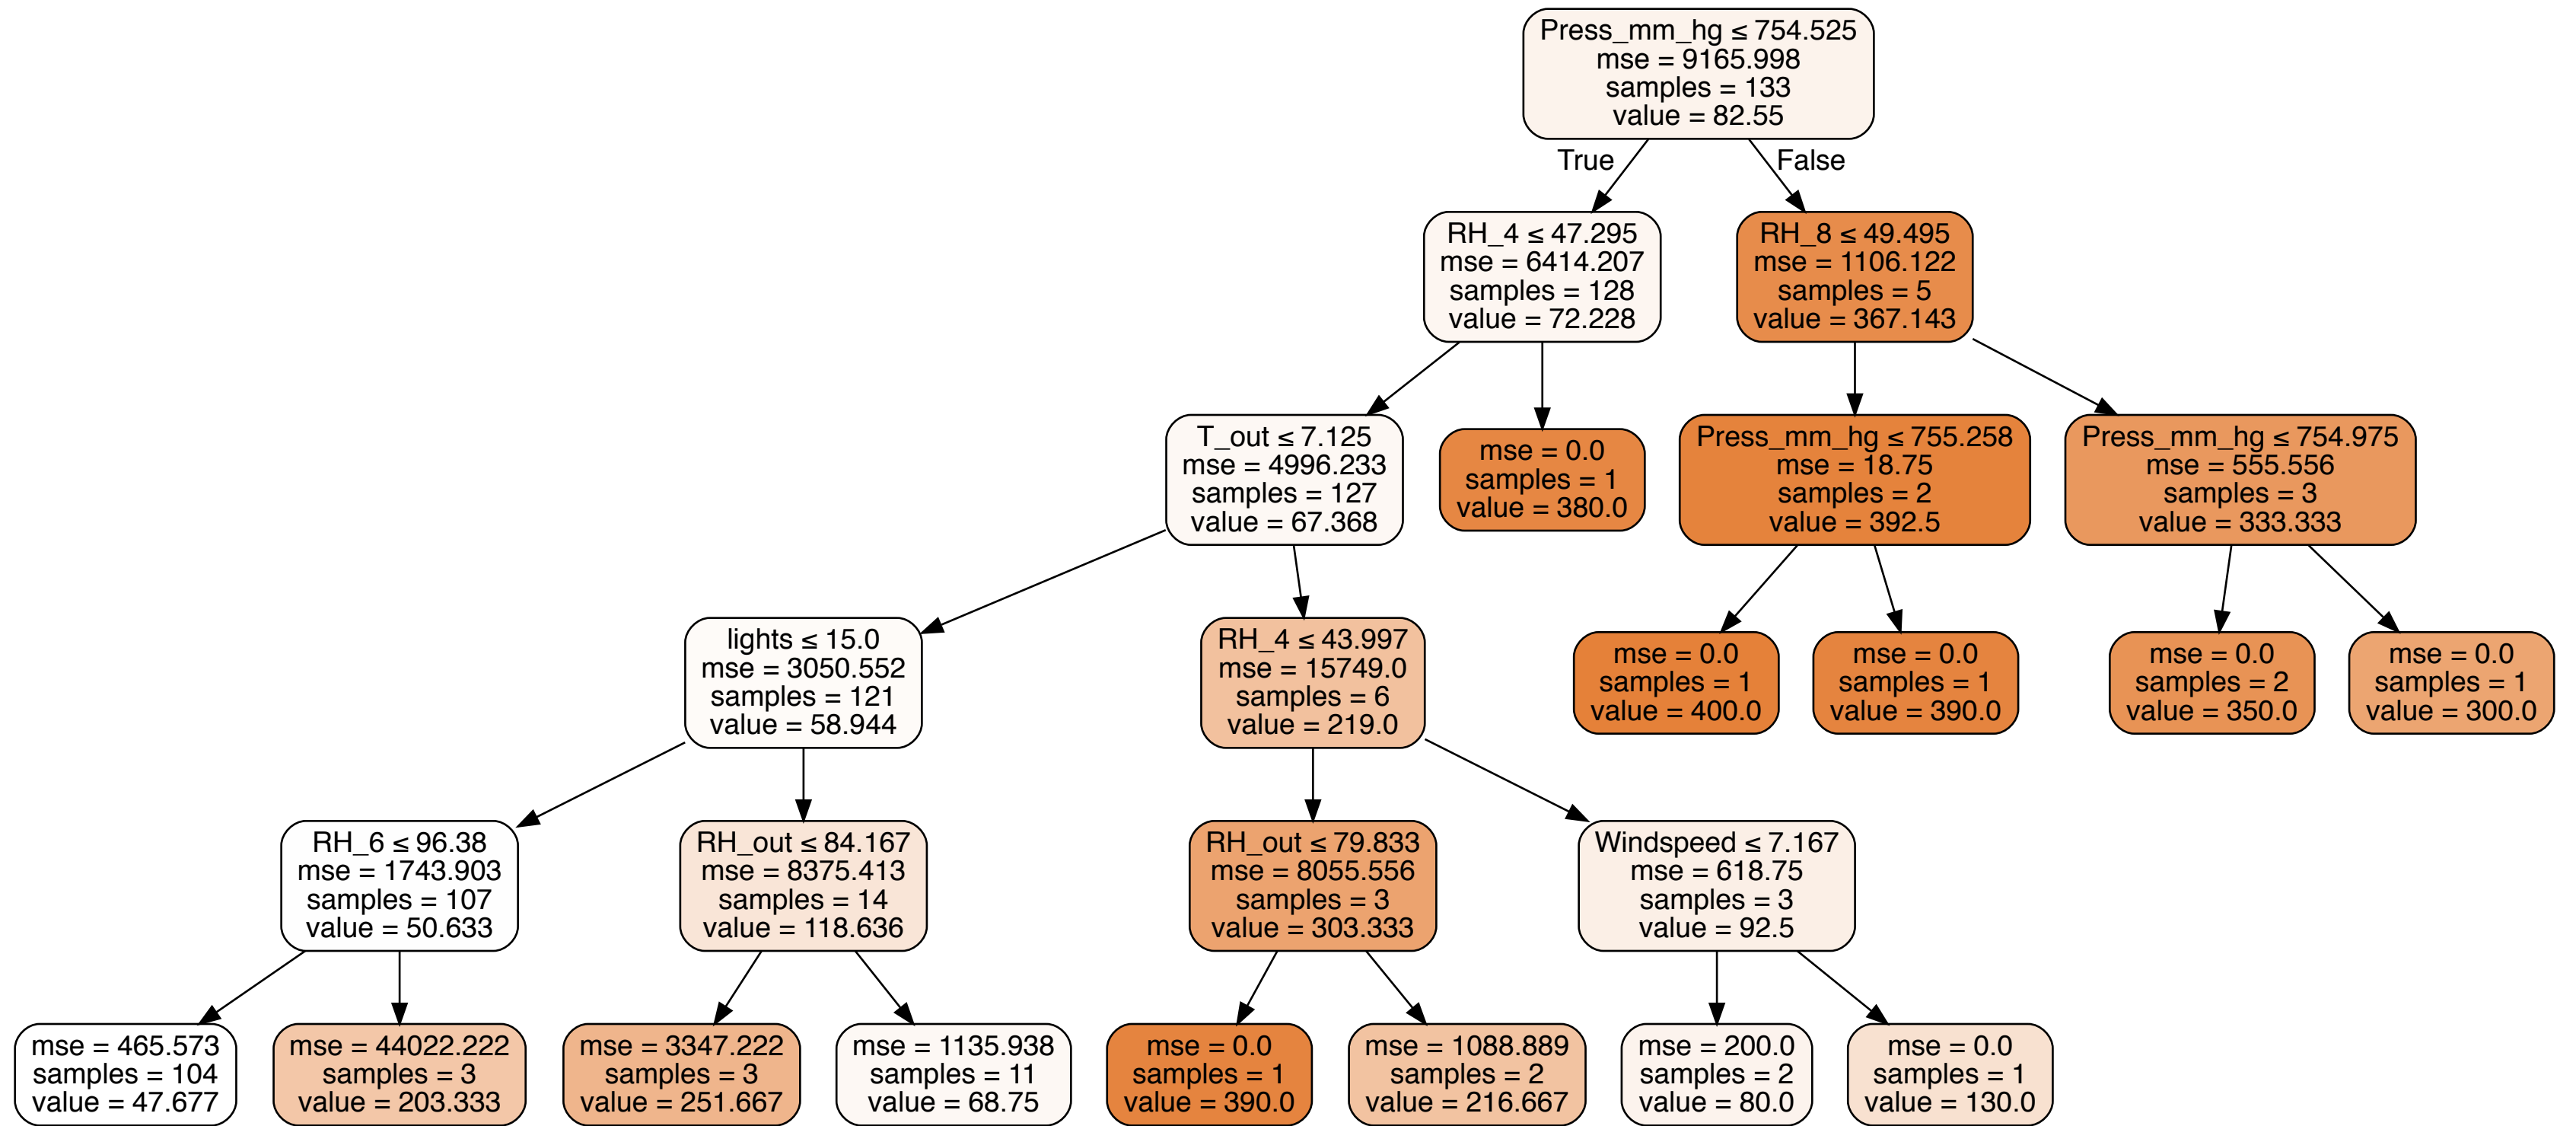 Press_mm_hg ≤ 754.525
mse = 9165.998
samples = 133
value = 82.55
True
False
RH_4 ≤ 47.295
mse = 6414.207
samples = 128
value = 72.228
RH_8 ≤ 49.495
mse = 1106.122
samples = 5
value = 367.143
T_out ≤ 7.125
mse = 4996.233
samples = 127
value = 67.368
mse = 0.0
samples = 1
value = 380.0
Press_mm_hg ≤ 755.258
mse = 18.75
samples = 2
value = 392.5
Press_mm_hg ≤ 754.975
mse = 555.556
samples = 3
value = 333.333
lights ≤ 15.0
mse = 3050.552
samples = 121
value = 58.944
RH_4 ≤ 43.997
mse = 15749.0
samples = 6
value = 219.0
mse = 0.0
samples = 1
value = 400.0
mse = 0.0
samples = 1
value = 390.0
mse = 0.0
samples = 2
value = 350.0
mse = 0.0
samples = 1
value = 300.0
RH_6 ≤ 96.38
mse = 1743.903
samples = 107
value = 50.633
RH_out ≤ 84.167
mse = 8375.413
samples = 14
value = 118.636
RH_out ≤ 79.833
mse = 8055.556
samples = 3
value = 303.333
Windspeed ≤ 7.167
mse = 618.75
samples = 3
value = 92.5
mse = 465.573
samples = 104
value = 47.677
mse = 44022.222
samples = 3
value = 203.333
mse = 3347.222
samples = 3
value = 251.667
mse = 1135.938
samples = 11
value = 68.75
mse = 0.0
samples = 1
value = 390.0
mse = 1088.889
samples = 2
value = 216.667
mse = 200.0
samples = 2
value = 80.0
mse = 0.0
samples = 1
value = 130.0